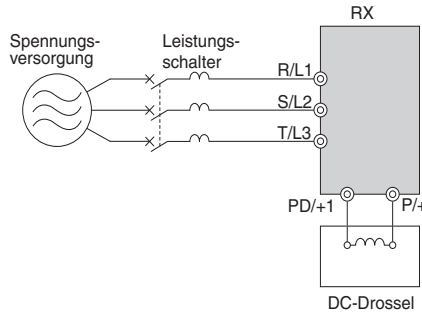 RX
Spennungs-
versorgung
Leistungs-
schalter
R/L1
S/L2
T/L3
PD/+1
P/+
DC-Drossel